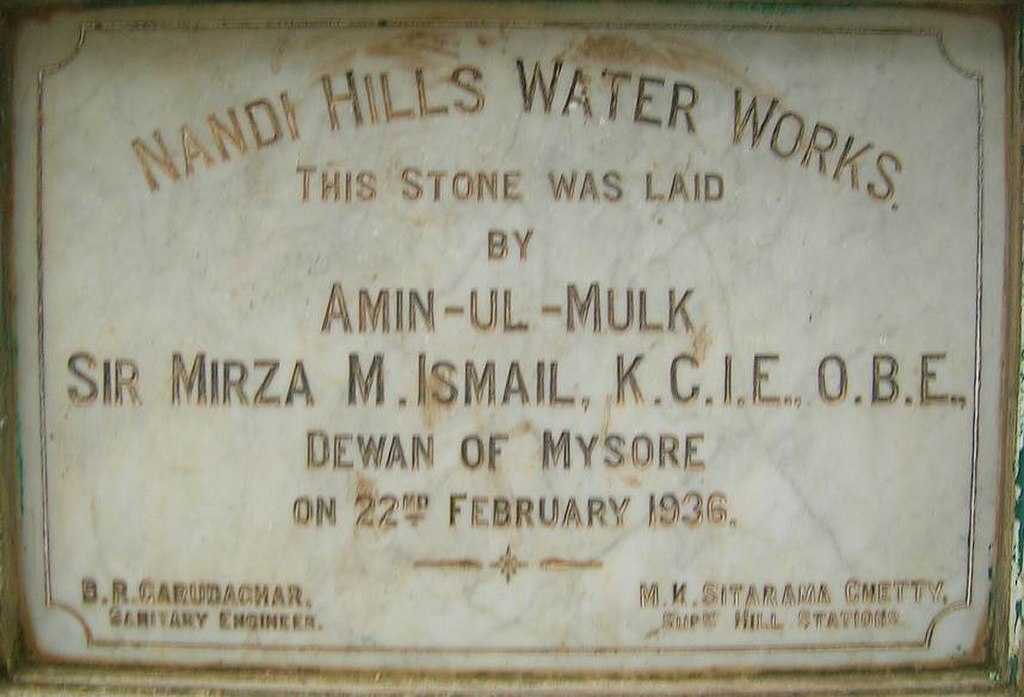 NANDI HILLS WATER WORKS.
THIS STONE WAS LAID
BY
AMIN-UL-MULK
SIR MIRZA M. ISMAIL, K.C.I.E., O.B.E.,
DEWAN OF MYSORE
ON 22ND FEBRUARY 1936.
B.R. GARUDACHAR.
SANITARY ENGINEER.
M.K. SITARAMA CHETTY.
SUPT HILL STATIONS.